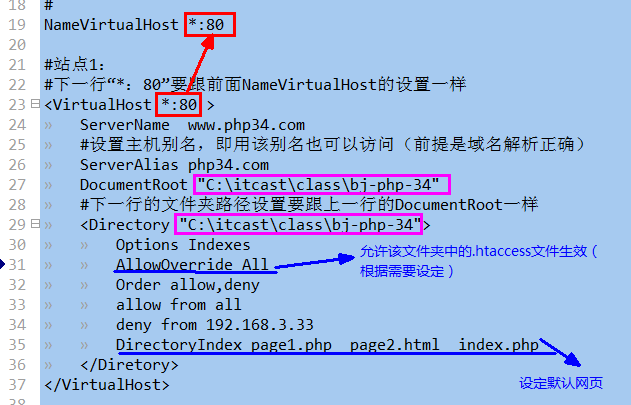 18 #
19 NameVirtualHost *:80
20
21 #站点1：
22 #下一行“*：80”要跟前面NameVirtualHost的设置一样
23 <VirtualHost *:80 >
24 ServerName www.php34.com
25 #设置主机别名，即用该别名也可以访问（前提是域名解析正确）
26 ServerAlias php34.com
27 DocumentRoot "C:\itcast\class\bj-php-34"
28 #下一行的文件夹路径设置要跟上一行的DocumentRoot一样
29 <Directory "C:\itcast\class\bj-php-34">
30 Options Indexes
31 AllowOverride All
允许该文件夹中的.htaccess文件生效（
根据需要设定）
32 Order allow,deny
33 allow from all
34 deny from 192.168.3.33
35 DirectoryIndex page1.php page2.html index.php
36 </Diretory>
设定默认网页
37 </VirtualHost>
38